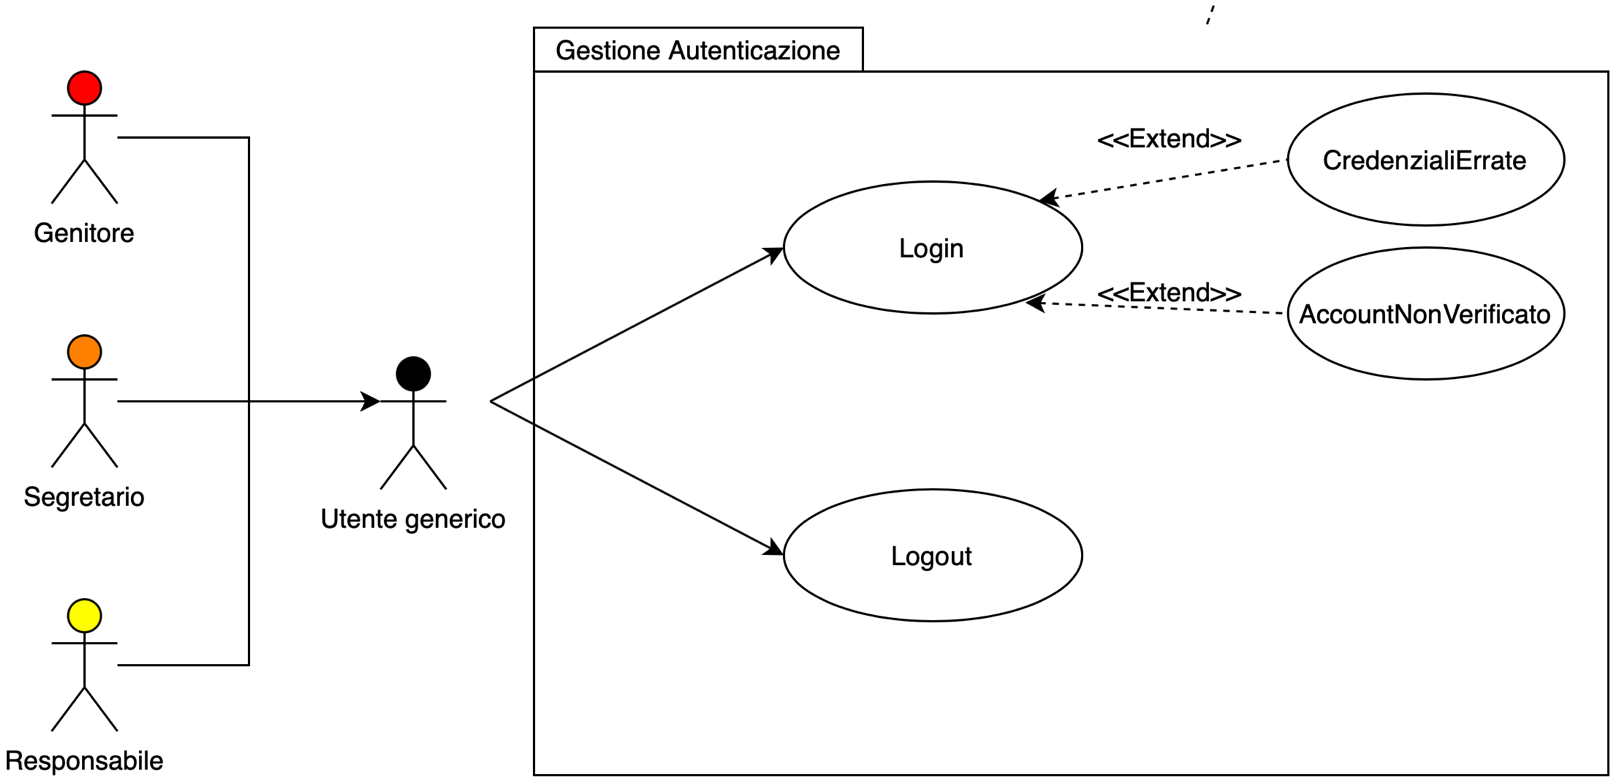 Gestione Autenticazione
<<Extend>>
CredenzialiErrate
Genitore
Login
<<Extend>>
AccountNonVerificato
Segretario
Utente generico
Logout
Responsabile